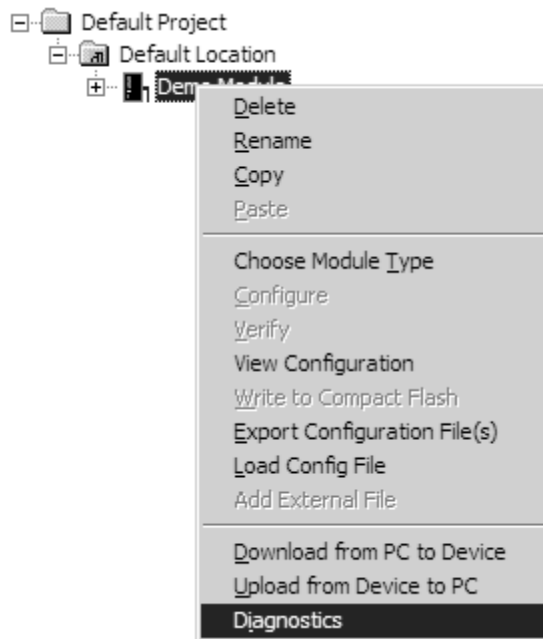 Default Project
Default Location
Demo Module
Delete
Rename
Copy
Paste
Choose Module Type
Configure
Verify
View Configuration
Write to Compact Flash
Export Configuration File(s)
Load Config File
Add External File
Download from PC to Device
Upload from Device to PC
Diagnostics